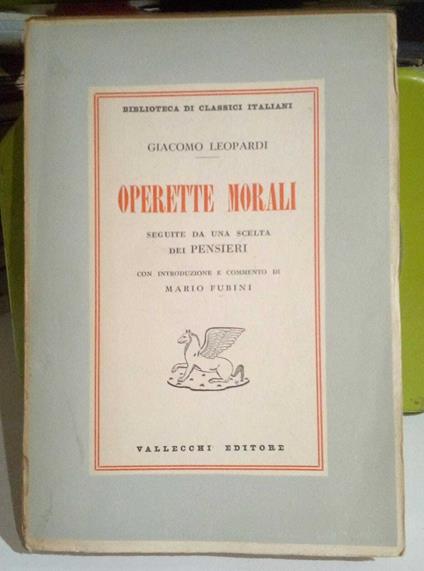 BIBLIOTECA DI CLASSICI ITALIANI
GIACOMO LEOPARDI
OPERETTE MORALI
SEGUITE DA UNA SCELTA
DEI PENSIERI
CON INTRODUZIONE E COMMENTO DI
MARIO FUBINI
VALLECCHI EDITORE